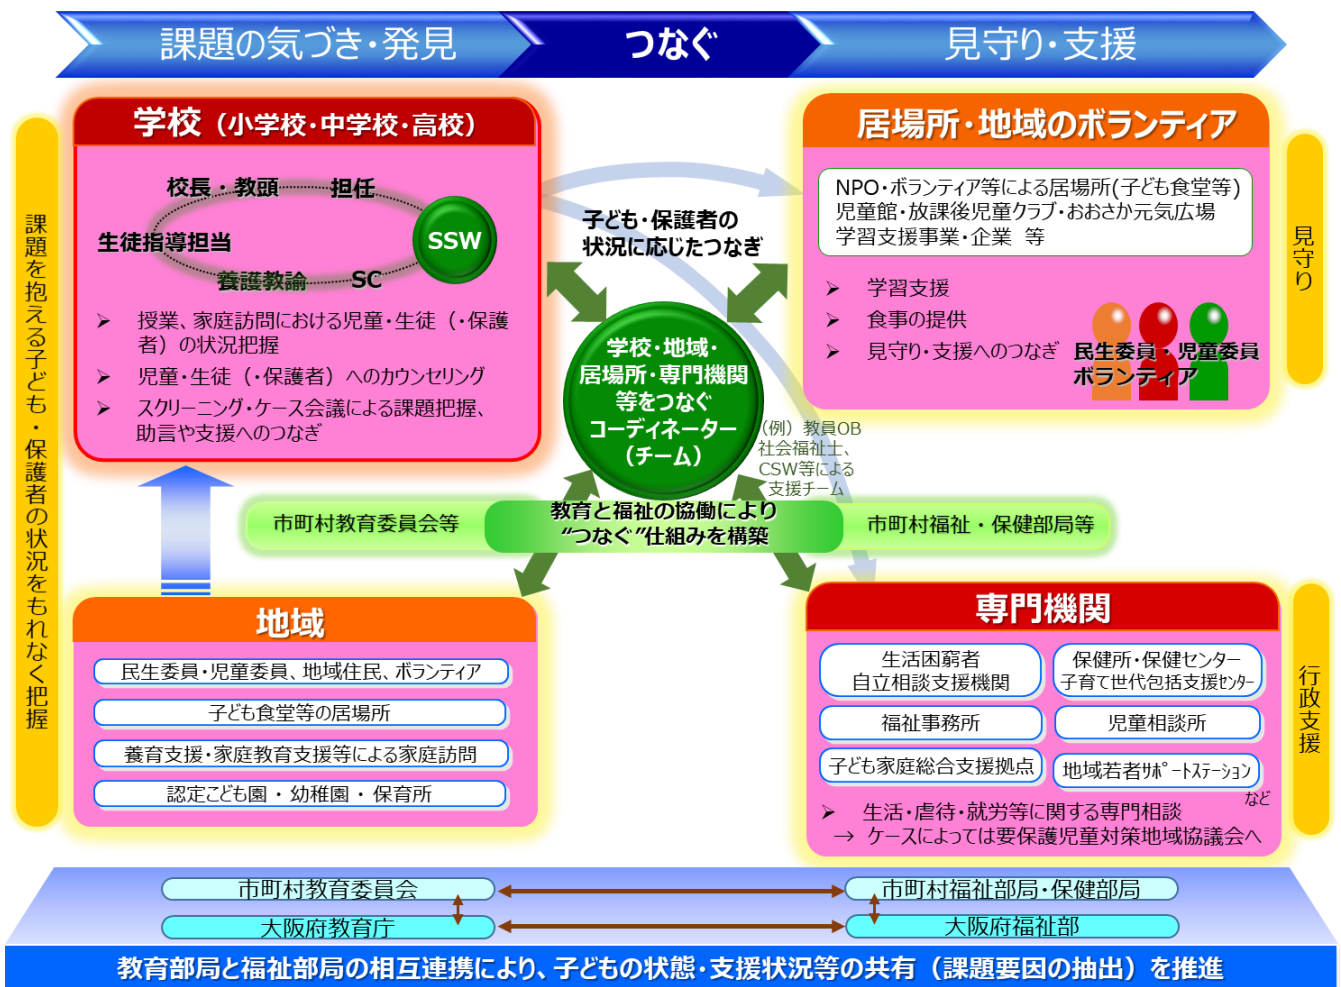 課題の気づき・発見
つなぐ
見守り・支援
課題を抱える子ども・保護者の状況をもれなく把握
学校（小学校・中学校・高校）
校長・教頭
担任
生徒指導担当
SSW
養護教諭
SC
➢ 授業、家庭訪問における児童・生徒（・保護
者）の状況把握
➢ 児童・生徒（・保護者）へのカウンセリング
➢ スクリーニング・ケース会議による課題把握、
助言や支援へのつなぎ
子ども・保護者の
状況に応じたつなぎ
学校・地域・
居場所・専門機関
等をつなぐ
コーディネーター
（チーム）
（例）教員OB
社会福祉士、
CSW等による
支援チーム
居場所・地域のボランティア
NPO・ボランティア等による居場所(子ども食堂等)
児童館・放課後児童クラブ・おおさか元気広場
学習支援事業・企業 等
➢ 学習支援
➢ 食事の提供
➢ 見守り・支援へのつなぎ
民生委員・児童委員
ボランティア
見守り
市町村教育委員会等
教育と福祉の協働により
“つなぐ”仕組みを構築
市町村福祉・保健部局等
地域
民生委員・児童委員、地域住民、ボランティア
子ども食堂等の居場所
養育支援・家庭教育支援等による家庭訪問
認定こども園・幼稚園・保育所
専門機関
生活困窮者
自立相談支援機関
保健所・保健センター
子育て世代包括支援センター
福祉事務所
児童相談所
子ども家庭総合支援拠点
地域若者サポートステーション
など
➢ 生活・虐待・就労等に関する専門相談
→ ケースによっては要保護児童対策地域協議会へ
行政支援
市町村教育委員会
市町村福祉部局・保健部局
大阪府教育庁
大阪府福祉部
教育部局と福祉部局の相互連携により、子どもの状態・支援状況等の共有（課題要因の抽出）を推進